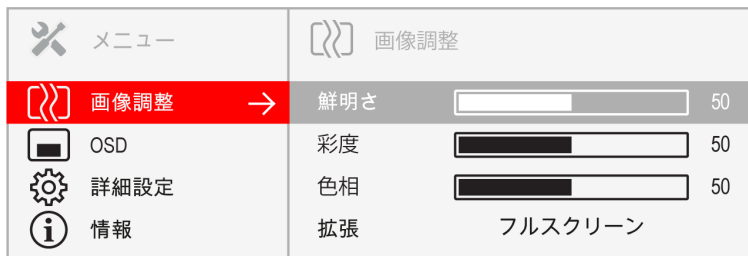 メニュー
画像調整
OSD
詳細設定
情報
画像調整
鮮明さ 50
彩度 50
色相 50
拡張 フルスクリーン